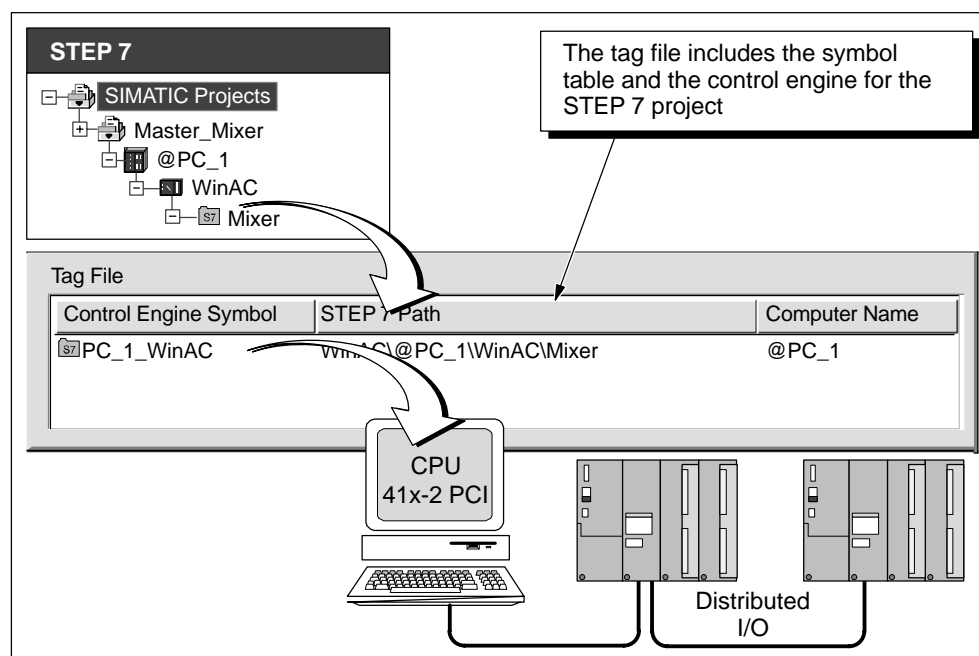 STEP 7
SIMATIC Projects
Master_Mixer
@PC_1
WinAC
S7 Mixer
The tag file includes the symbol
table and the control engine for the
STEP 7 project
Tag File
Control Engine Symbol STEP 7 Path Computer Name
S7 PC_1_WinAC WinAC\@PC_1\WinAC\Mixer @PC_1
CPU
41x-2 PCI
Distributed
I/O